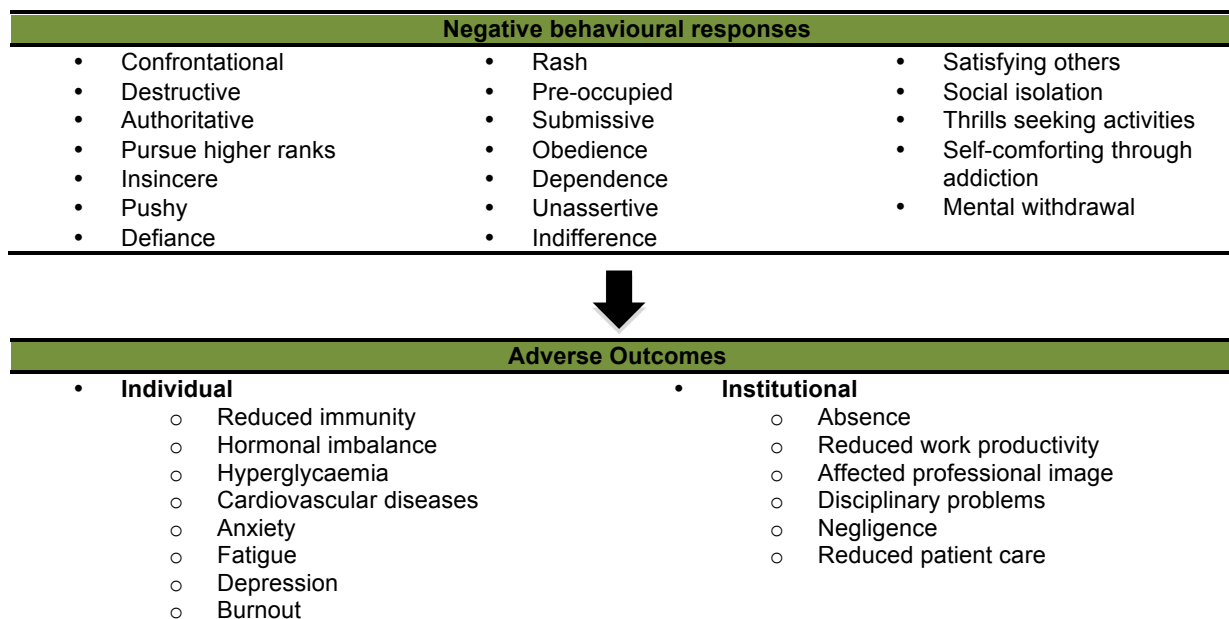 Negative behavioural responses
• Confrontational
• Destructive
• Authoritative
• Pursue higher ranks
• Insincere
• Pushy
• Defiance
• Rash
• Pre-occupied
• Submissive
• Obedience
• Dependence
• Unassertive
• Indifference
• Satisfying others
• Social isolation
• Thrills seeking activities
• Self-comforting through
addiction
• Mental withdrawal
Adverse Outcomes
• Individual
o Reduced immunity
o Hormonal imbalance
o Hyperglycaemia
o Cardiovascular diseases
o Anxiety
o Fatigue
o Depression
o Burnout
• Institutional
o Absence
o Reduced work productivity
o Affected professional image
o Disciplinary problems
o Negligence
o Reduced patient care